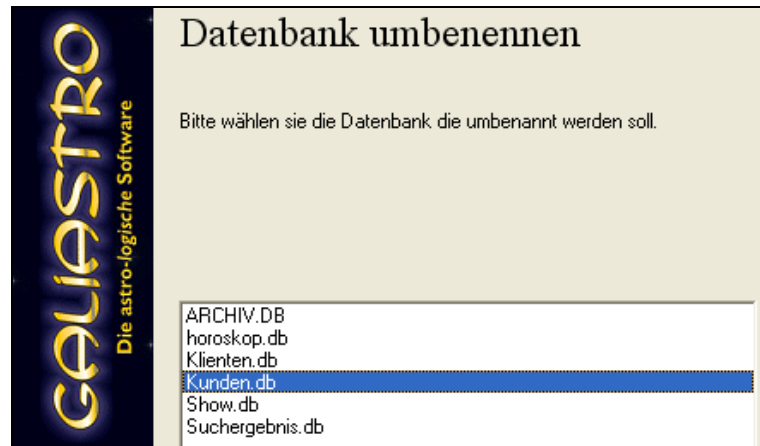 GALIASTRO
Die astro-logische Software
Datenbank umbenennen
Bitte wählen sie die Datenbank die umbenannt werden soll.
ARCHIV.DB
horoskop.db
Klienten.db
Kunden.db
Show.db
Suchergebnis.db